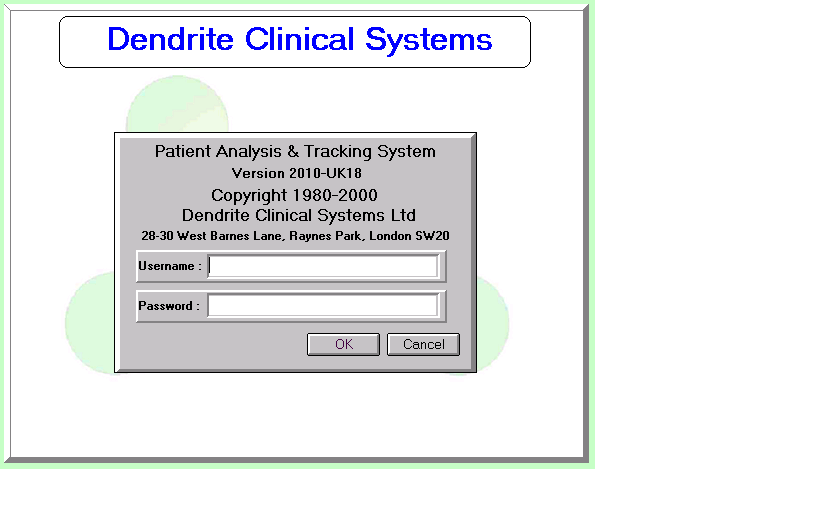 Dendrite Clinical Systems
Patient Analysis & Tracking System
Version 2010-UK18
Copyright 1980-2000
Dendrite Clinical Systems Ltd
28-30 West Barnes Lane, Raynes Park, London SW20
Username :
Password :
OK Cancel